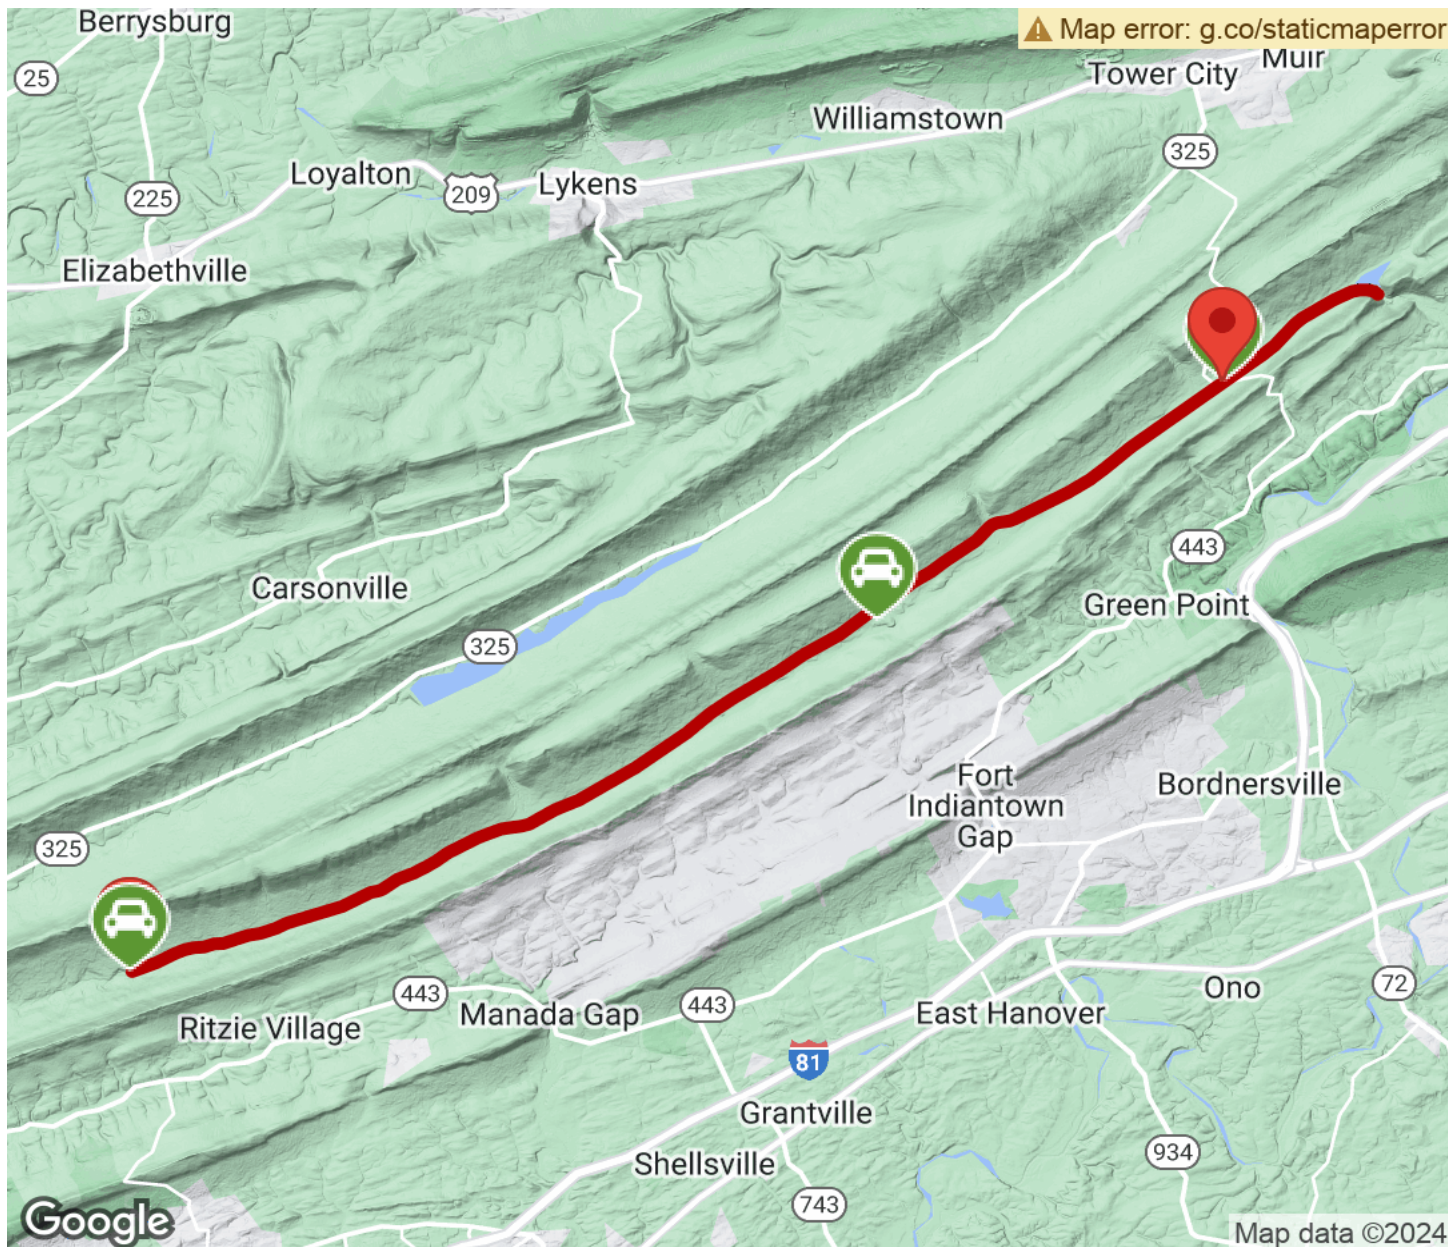 Berrysburg
Map error: g.co/staticmaperror
25
Tower City
Muir
Williamstown
325
Loyalton
209
Lykens
225
Elizabethville
443
Carsonville
Green Point
325
Fort
Indiantown
Gap
Bordnersville
325
443
Manada Gap
443
Ritzie Village
East Hanover
Ono
72
81
Grantville
Shellsville
934
743
Google
Map data ©2024